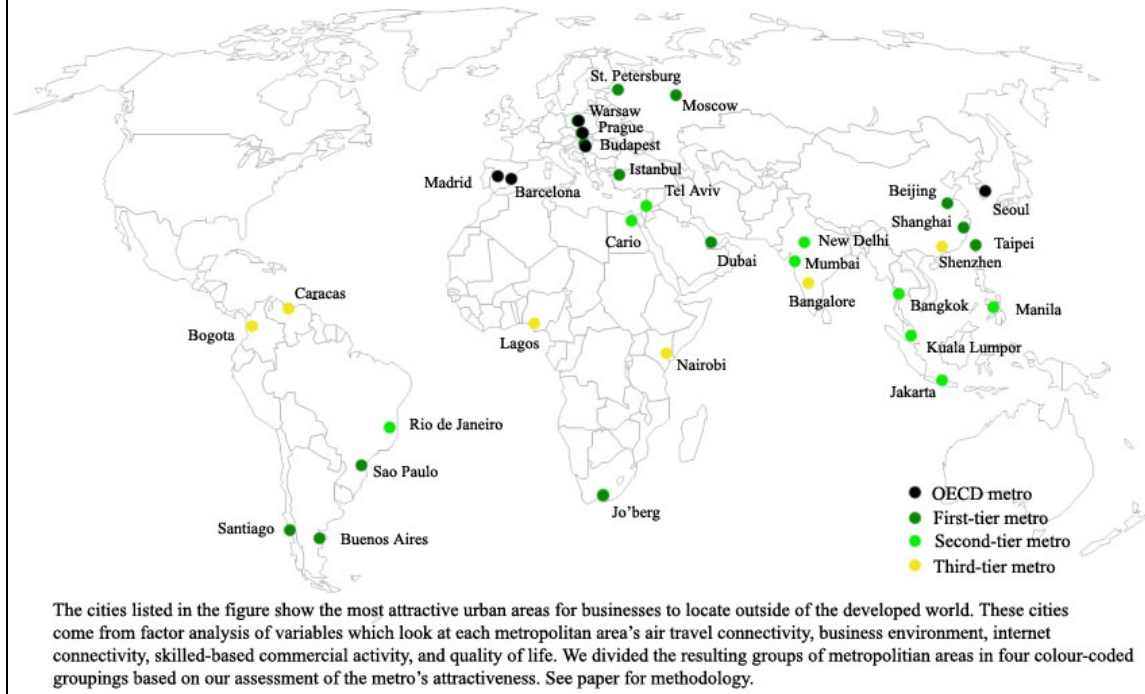 St. Petersburg
Moscow
Warsaw
Prague
Budapest
Istanbul
Madrid
Barcelona
Tel Aviv
Beijing
Seoul
Shanghai
Cario
Dubai
New Delhi
Taipei
Mumbai
Shenzhen
Bangalore
Caracas
Bangkok
Manila
Bogota
Lagos
Kuala Lumpor
Nairobi
Jakarta
Rio de Janeiro
Sao Paulo
Jo'berg
Santiago
Buenos Aires
OECD metro
First-tier metro
Second-tier metro
Third-tier metro
The cities listed in the figure show the most attractive urban areas for businesses to locate outside of the developed world. These cities
come from factor analysis of variables which look at each metropolitan area's air travel connectivity, business environment, internet
connectivity, skilled-based commercial activity, and quality of life. We divided the resulting groups of metropolitian areas in four colour-coded
groupings based on our assessment of the metro's attractiveness. See paper for methodology.